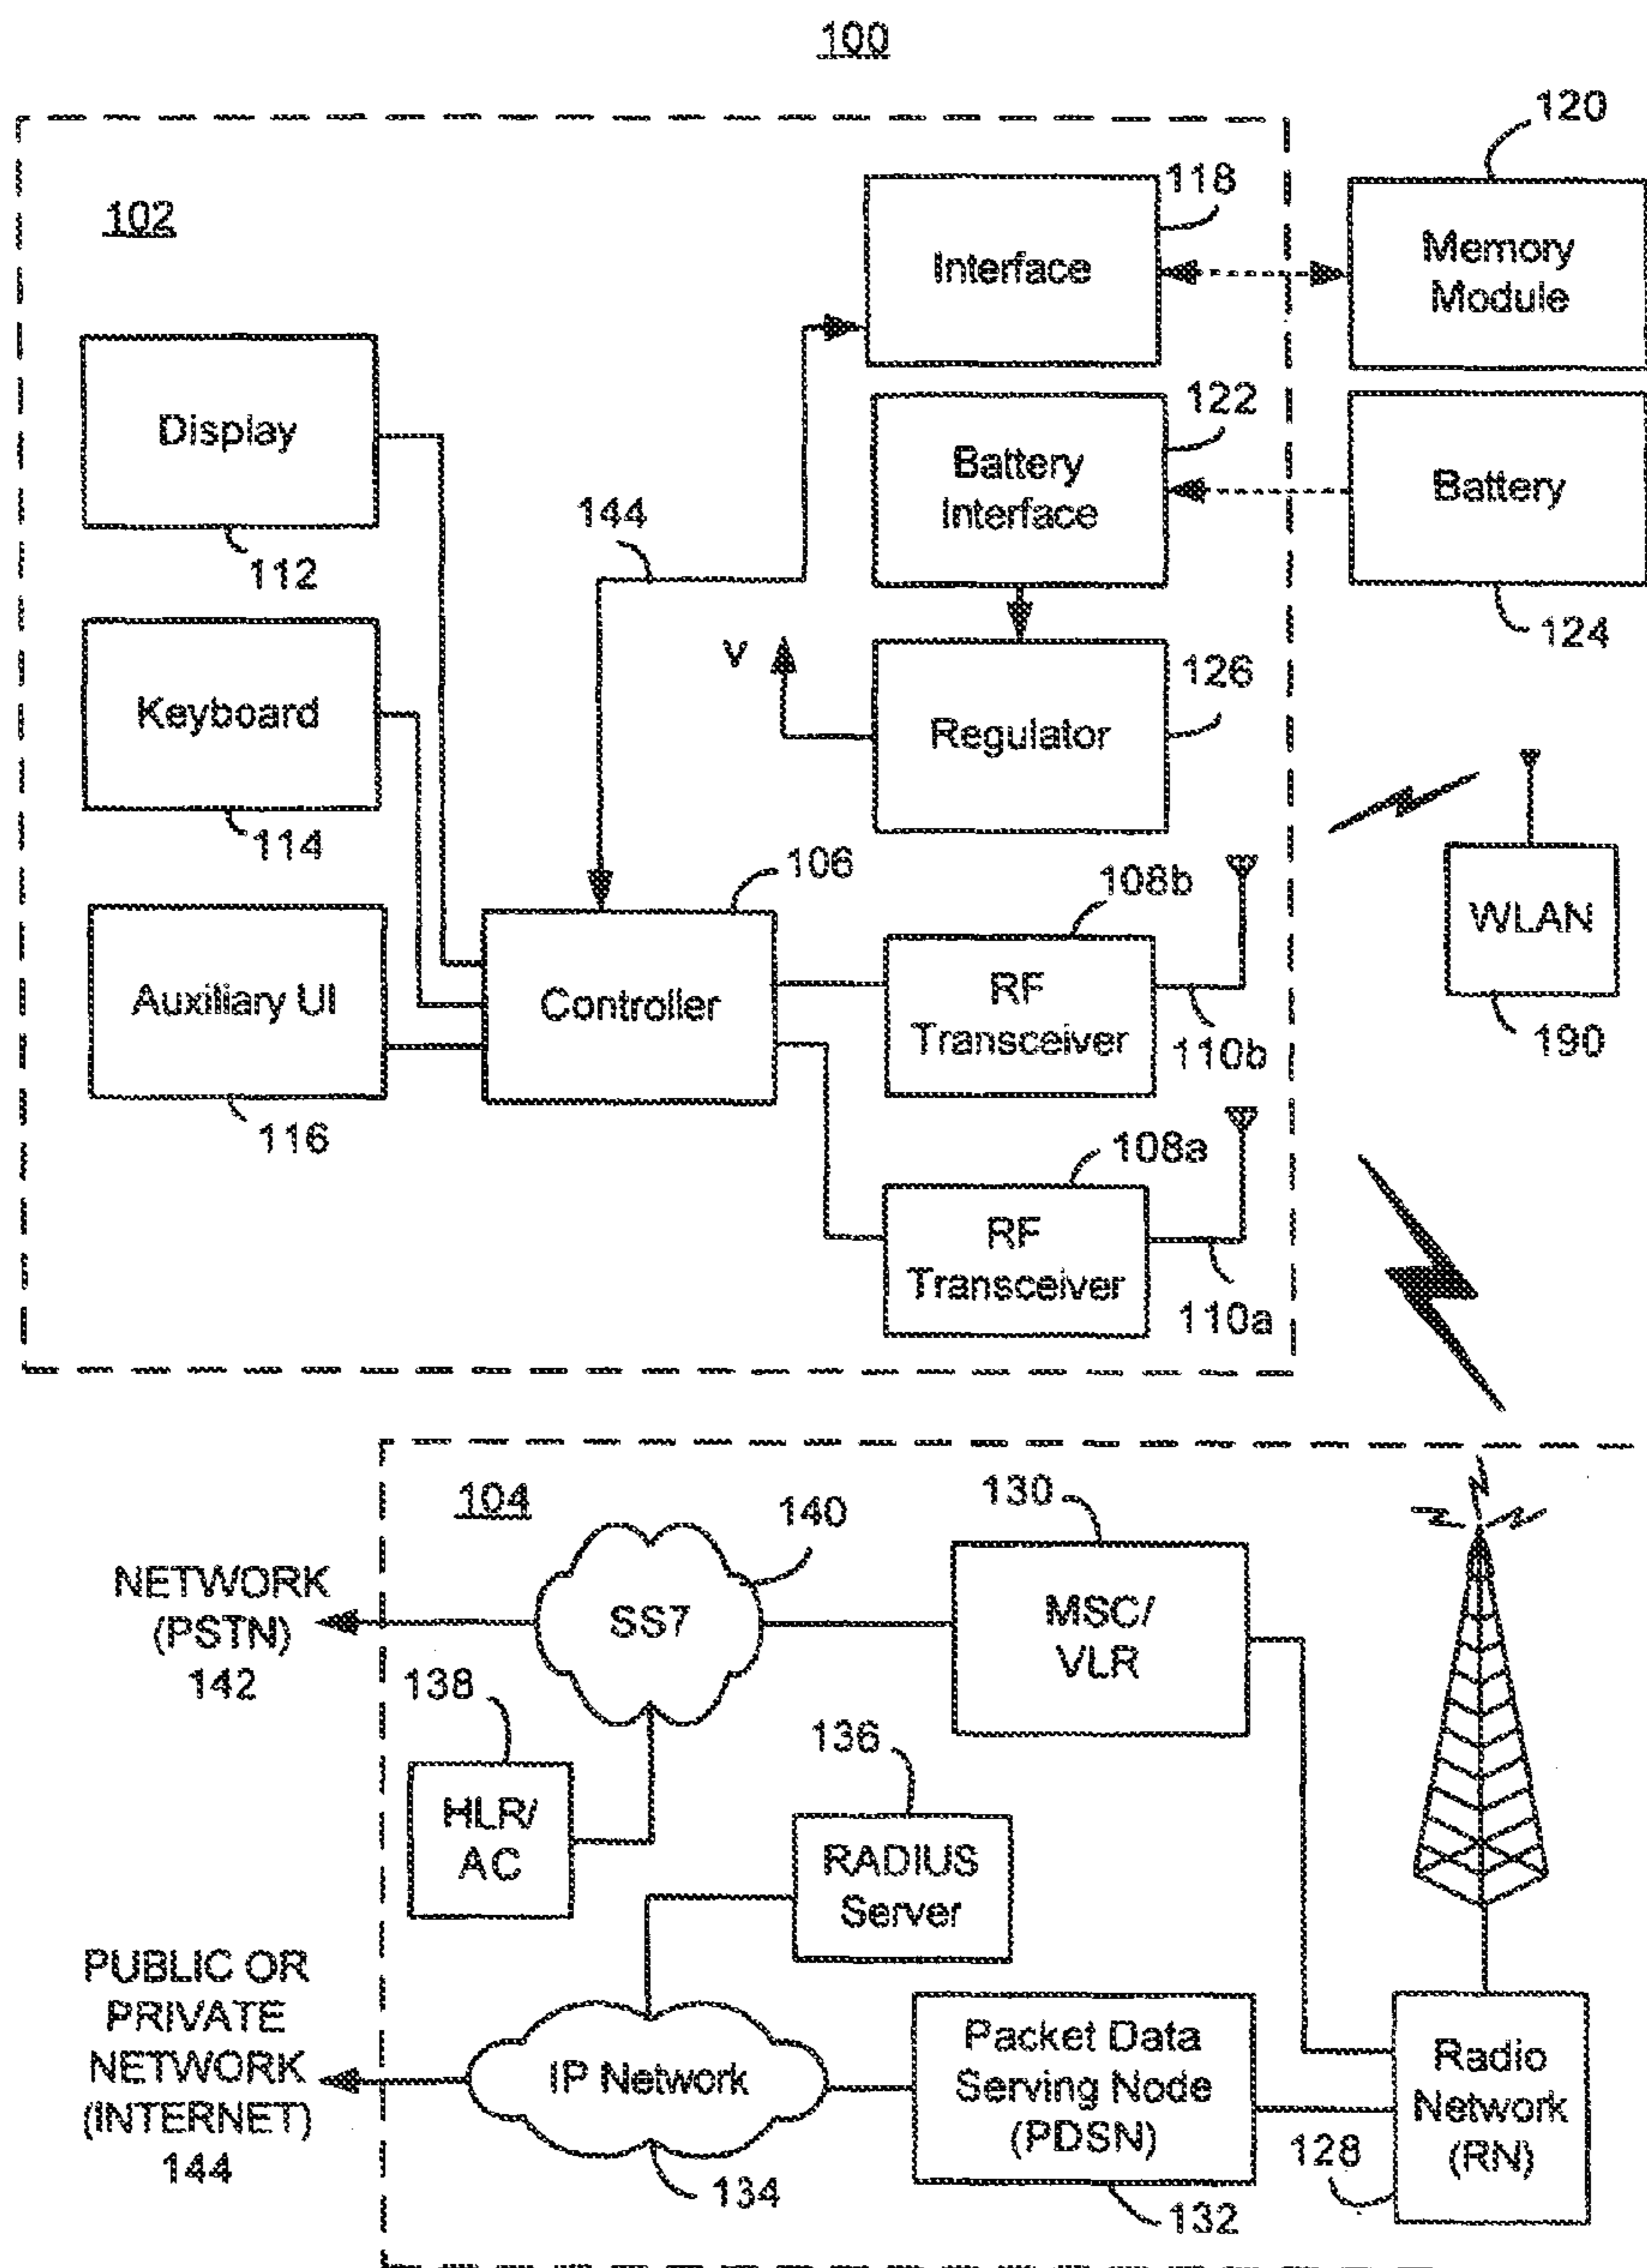 100
120
118
102
Interface
Memory
Module
122
Display
Battery
Interface
Battery
144
112
124
V
126
Keyboard
Regulator
114
106
108b
WLAN
Auxiliary UI
Controller
RF
Transceiver
190
110b
116
108a
RF
Transceiver
110a
104
140
130
NETWORK
(PSTN)
142
SS7
MSC/
VLR
138
136
HLR/
AC
RADIUS
Server
PUBLIC OR
PRIVATE
NETWORK
(INTERNET)
144
IP Network
Packet Data
Serving Node
(PDSN)
Radio
Network
(RN)
128
134
132